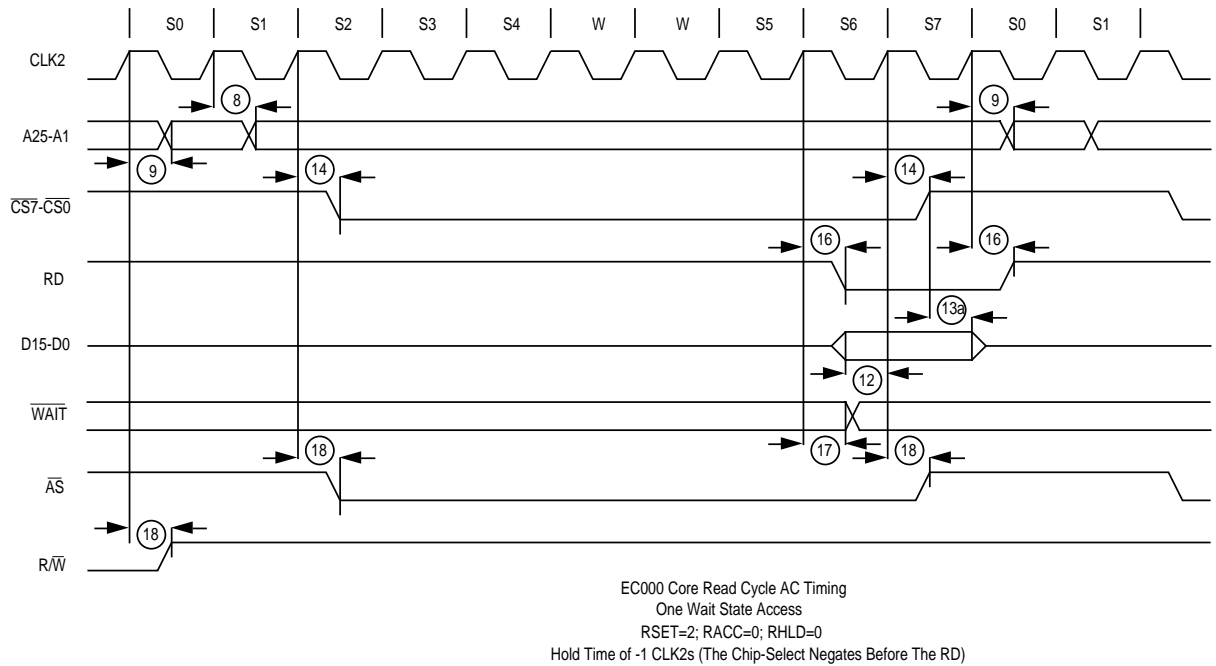 S0 S1 S2 S3 S4 W W S5 S6 S7 S0 S1
CLK2
8 9
A25-A1
9 14 14
CS7-CS0
16 16
RD
13a
D15-D0
12
WAIT
18 17 18
AS
18
R/W
EC000 Core Read Cycle AC Timing
One Wait State Access
RSET=2; RACC=0; RHLD=0
Hold Time of -1 CLK2s (The Chip-Select Negates Before The RD)